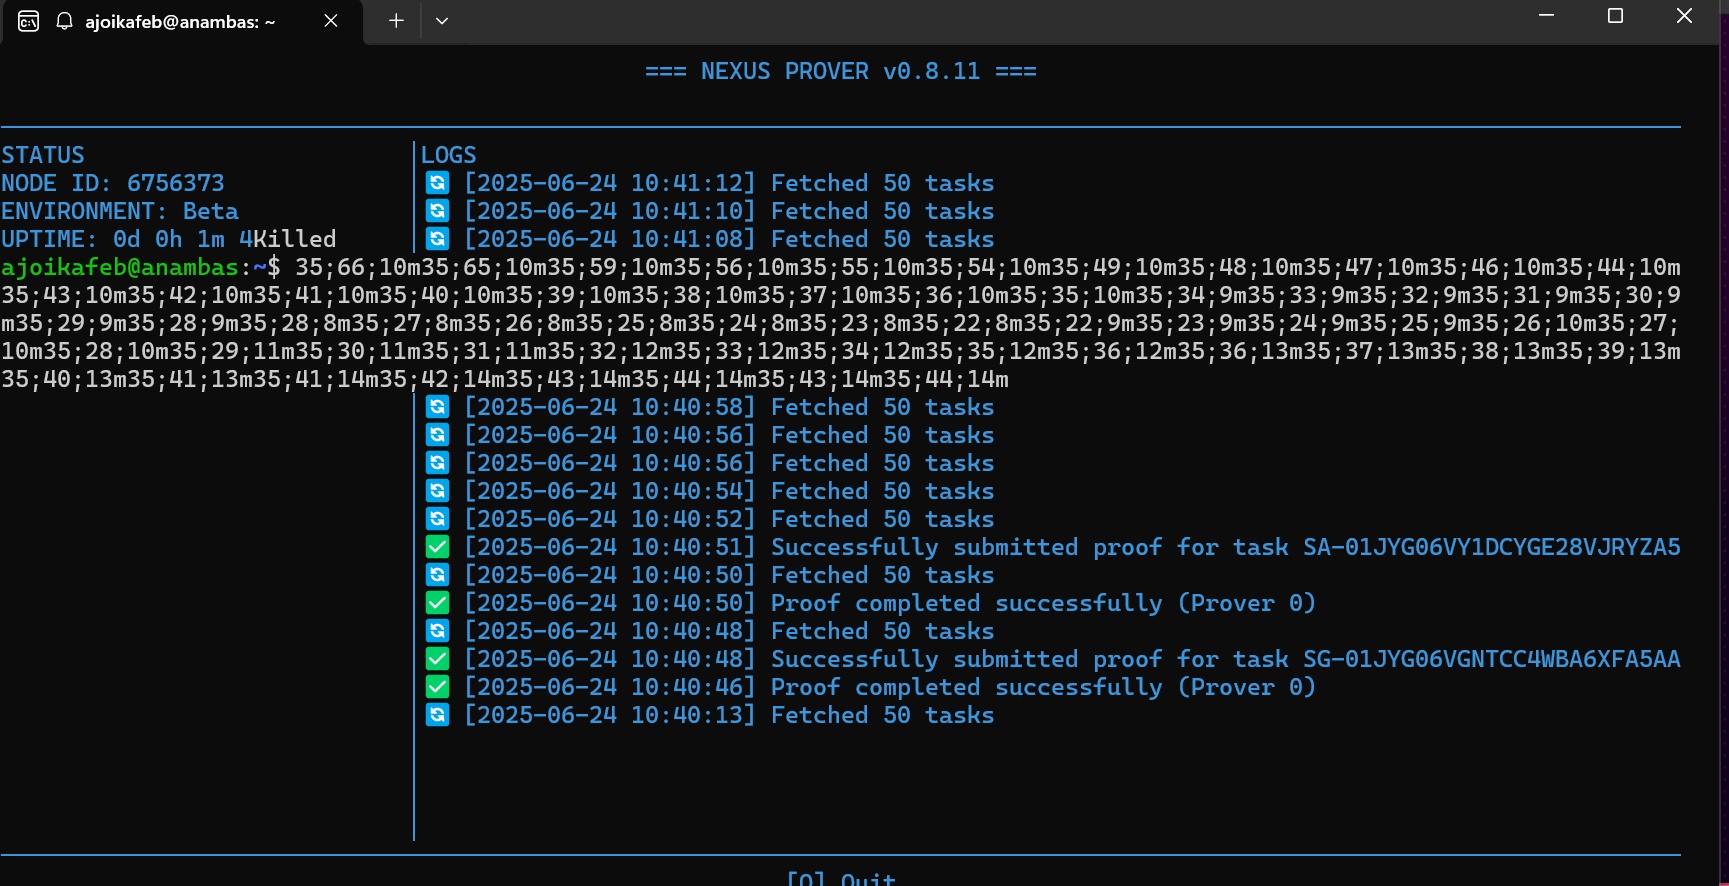 ajoikafeb@anambas: ~
=== NEXUS PROVER v0.8.11 ===
STATUS
NODE ID: 6756373
ENVIRONMENT: Beta
UPTIME: 0d 0h 1m 4Killed
LOGS
[2025-06-24 10:41:12] Fetched 50 tasks
[2025-06-24 10:41:10] Fetched 50 tasks
[2025-06-24 10:41:08] Fetched 50 tasks
ajoikafeb@anambas:~$ 35;66;10m35;65;10m35;59;10m35;56;10m35;55;10m35;54;10m35;49;10m35;48;10m35;47;10m35;46;10m35;44;10m
35;43;10m35;42;10m35;41;10m35;40;10m35;39;10m35;38;10m35;37;10m35;36;10m35;35;10m35;34;9m35;33;9m35;32;9m35;31;9m35;30;9
m35;29;9m35;28;9m35;28;8m35;27;8m35;26;8m35;25;8m35;24;8m35;23;8m35;22;8m35;22;9m35;23;9m35;24;9m35;25;9m35;26;10m35;27;
10m35;28;10m35;29;11m35;30;11m35;31;11m35;32;12m35;33;12m35;34;12m35;35;12m35;36;12m35;36;13m35;37;13m35;38;13m35;39;13m
35;40;13m35;41;13m35;41;14m35;42;14m35;43;14m35;44;14m35;43;14m35;44;14m
[2025-06-24 10:40:58] Fetched 50 tasks
[2025-06-24 10:40:56] Fetched 50 tasks
[2025-06-24 10:40:56] Fetched 50 tasks
[2025-06-24 10:40:54] Fetched 50 tasks
[2025-06-24 10:40:52] Fetched 50 tasks
[2025-06-24 10:40:51] Successfully submitted proof for task SA-01JYG06VY1DCYGE28VJRYZA5
[2025-06-24 10:40:50] Fetched 50 tasks
[2025-06-24 10:40:50] Proof completed successfully (Prover 0)
[2025-06-24 10:40:48] Fetched 50 tasks
[2025-06-24 10:40:48] Successfully submitted proof for task SG-01JYG06VGNTCC4WBA6XFA5AA
[2025-06-24 10:40:46] Proof completed successfully (Prover 0)
[2025-06-24 10:40:13] Fetched 50 tasks
[Q] Quit